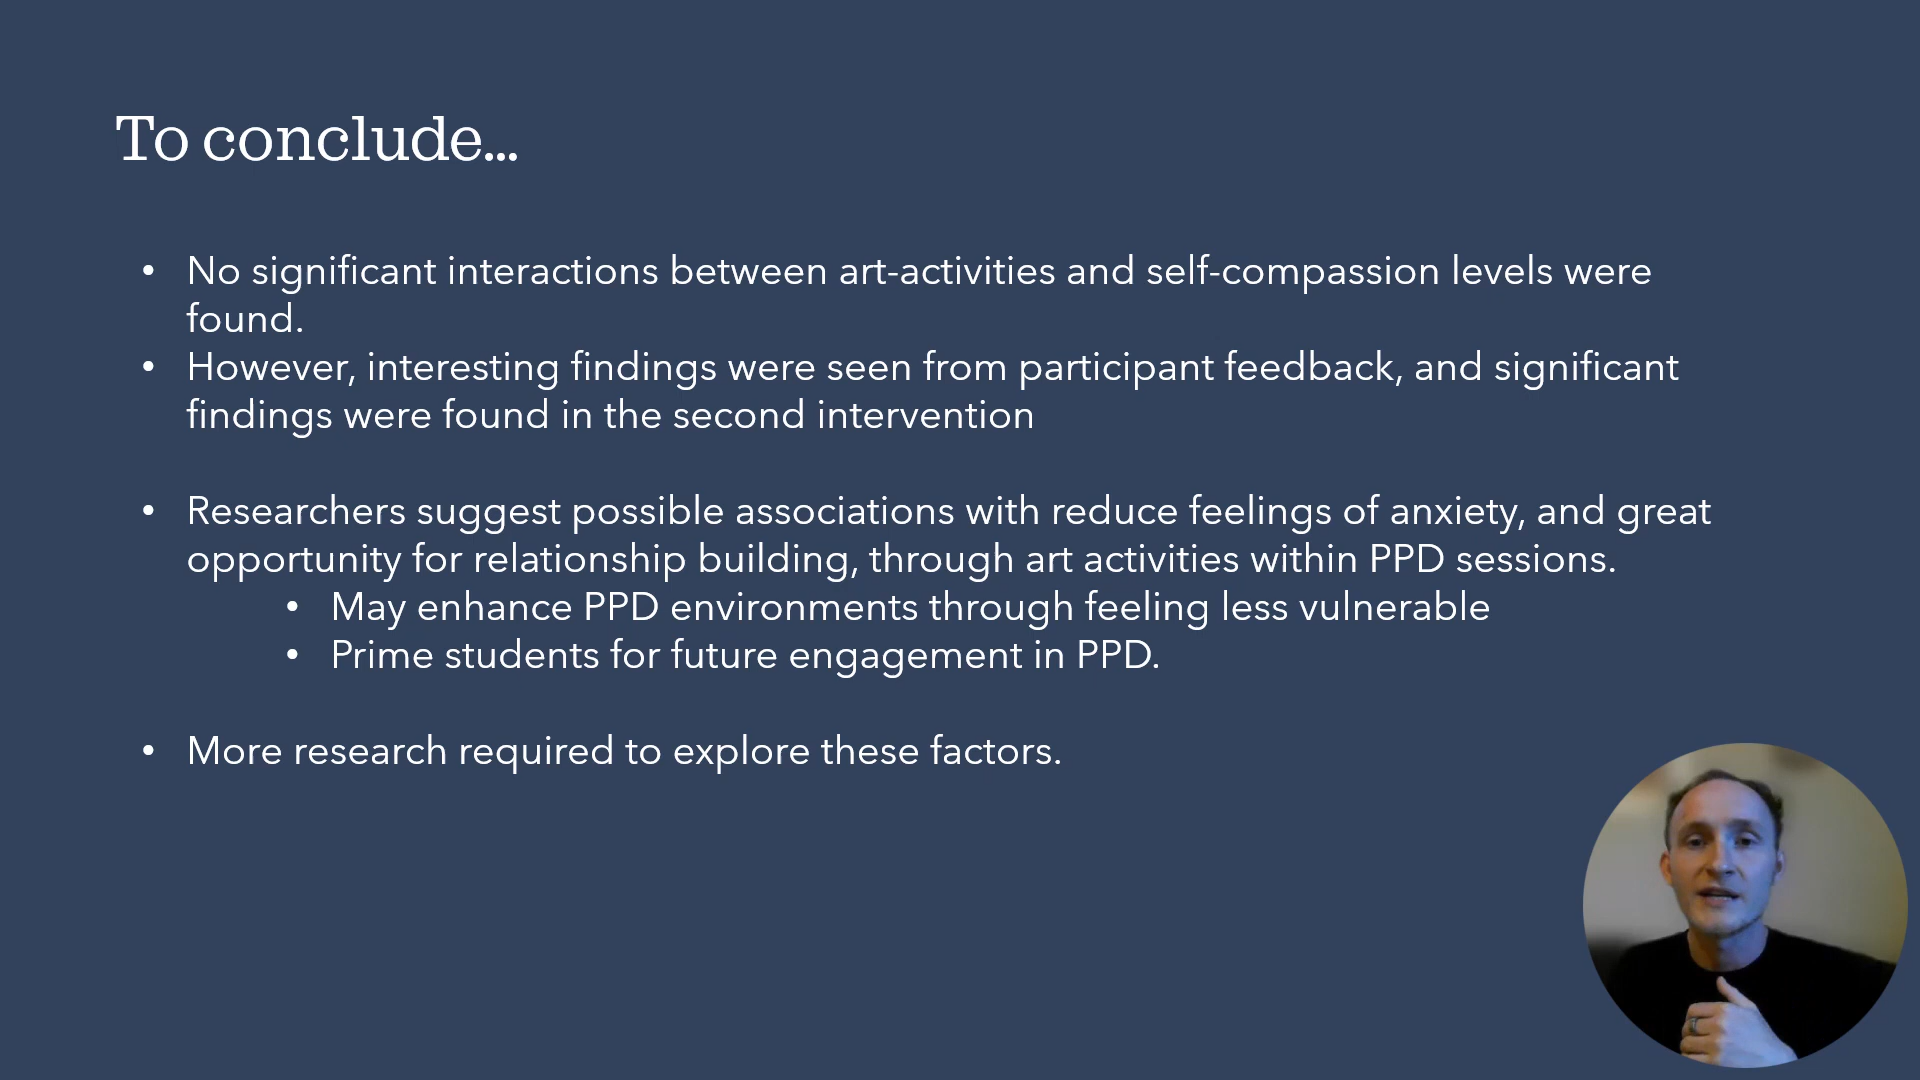 To conclude...
• No significant interactions between art-activities and self-compassion levels were
found.
• However, interesting findings were seen from participant feedback, and significant
findings were found in the second intervention
• Researchers suggest possible associations with reduce feelings of anxiety, and great
opportunity for relationship building, through art activities within PPD sessions.
• May enhance PPD environments through feeling less vulnerable
• Prime students for future engagement in PPD.
• More research required to explore these factors.